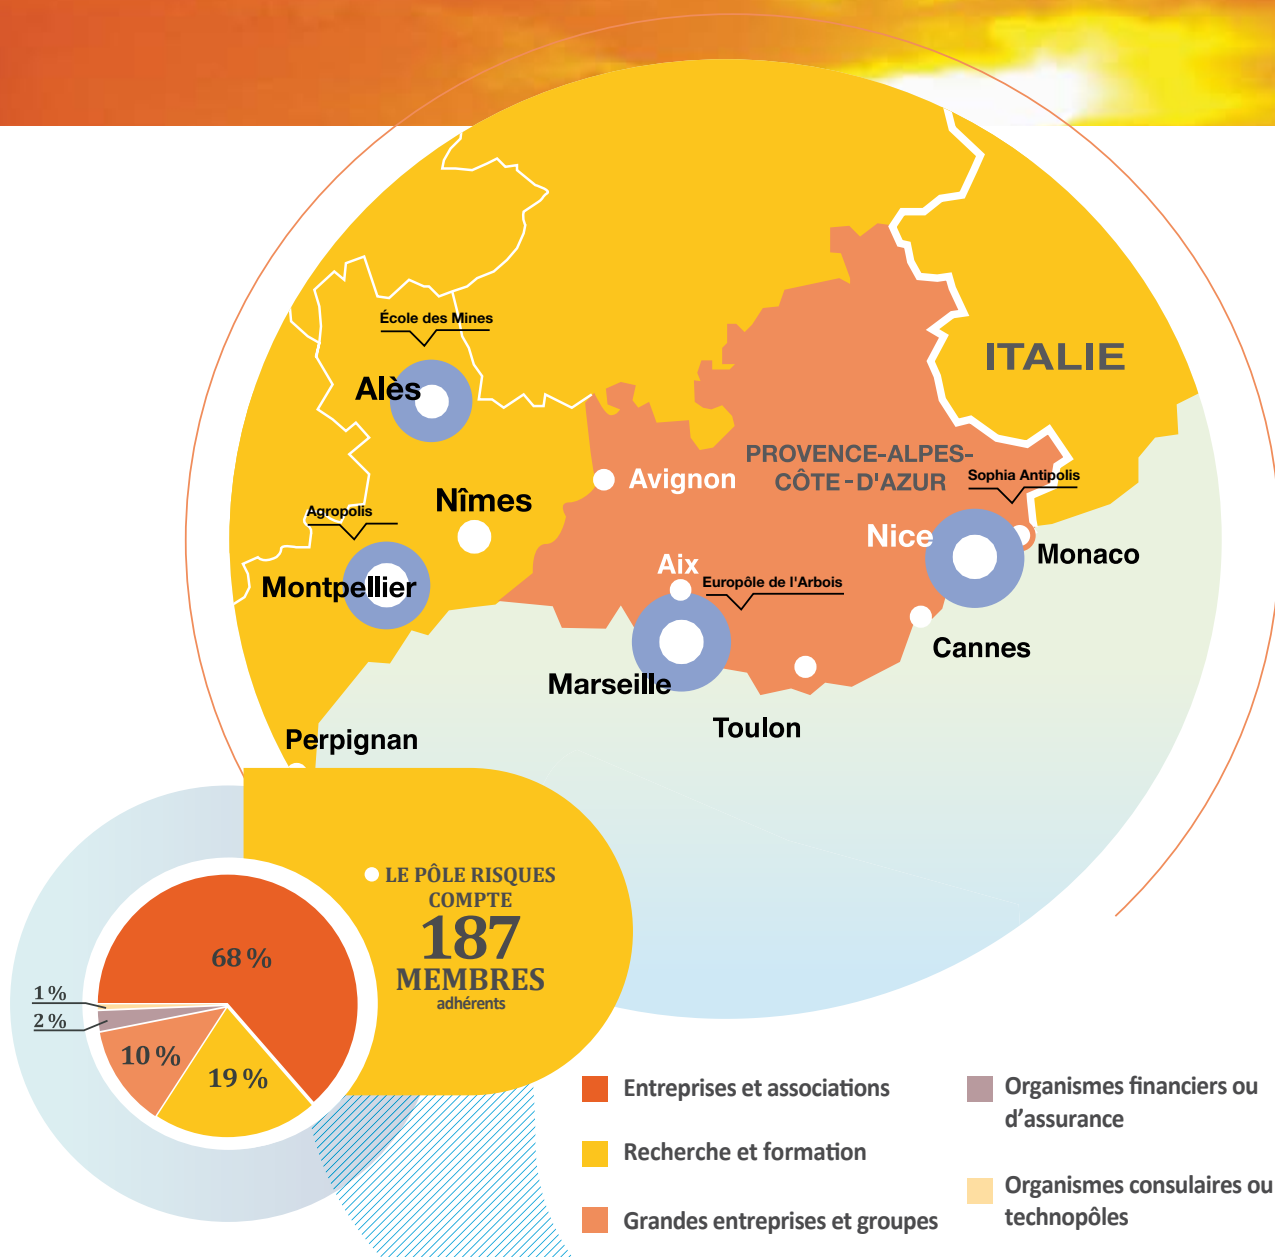 École des Mines
Alès
ITALIE
PROVENCE-ALPES-
CÔTE-D'AZUR
Avignon
Sophia Antipolis
Nîmes
Agropolis
Nice
Monaco
Aix
Europôle de l'Arbois
Montpellier
Cannes
Marseille
Toulon
Perpignan
LE PÔLE RISQUES
COMPTE
187
MEMBRES
adhérents
68 %
1 %
2 %
10 %
19 %
Entreprises et associations
Recherche et formation
Grandes entreprises et groupes
Organismes financiers ou
d'assurance
Organismes consulaires ou
technopôles